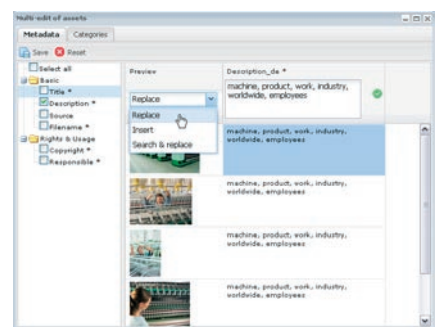 Multi-edit of assets
Metadata
Categories
Save
Reset
Select all
Basic
Title *
Description *
Source
Filename *
Rights & Usage
Copyright *
Responsible *
Preview
Description_de *
Replace
machine, product, work, industry,
worldwide, employees
Replace
Insert
Search & replace
machine, product, work, industry,
worldwide, employees
machine, product, work, industry,
worldwide, employees
machine, product, work, industry,
worldwide, employees
machine, product, work, industry,
worldwide, employees